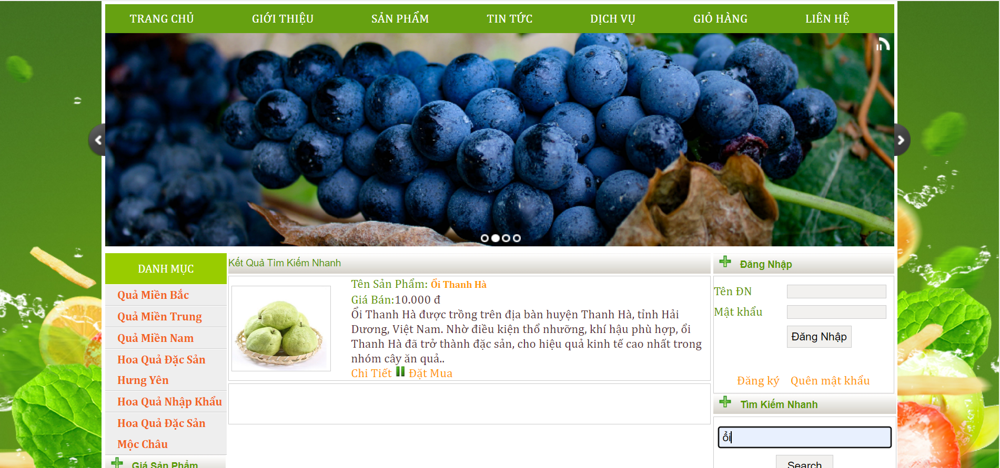 TRANG CHỦ GIỚI THIỆU SẢN PHẨM TIN TỨC DỊCH VỤ GIỎ HÀNG LIÊN HỆ
DANH MỤC
Quả Miền Bắc
Quả Miền Trung
Quả Miền Nam
Hoa Quả Đặc Sản
Hưng Yên
Hoa Quả Nhập Khẩu
Hoa Quả Đặc Sản
Mộc Châu
Giá Sản Phẩm
Kết Quả Tìm Kiếm Nhanh
Tên Sản Phẩm: Ổi Thanh Hà
Giá Bán:10.000 đ
Ổi Thanh Hà được trồng trên địa bàn huyện Thanh Hà, tỉnh Hải
Dương, Việt Nam. Nhờ điều kiện thổ nhưỡng, khí hậu phù hợp, ổi
Thanh Hà đã trở thành đặc sản, cho hiệu quả kinh tế cao nhất trong
nhóm cây ăn quả..
Chi Tiết Đặt Mua
Đăng Nhập
Tên ĐN
Mật khẩu
Đăng Nhập
Đăng ký Quên mật khẩu
Tìm Kiếm Nhanh
ổi
Search